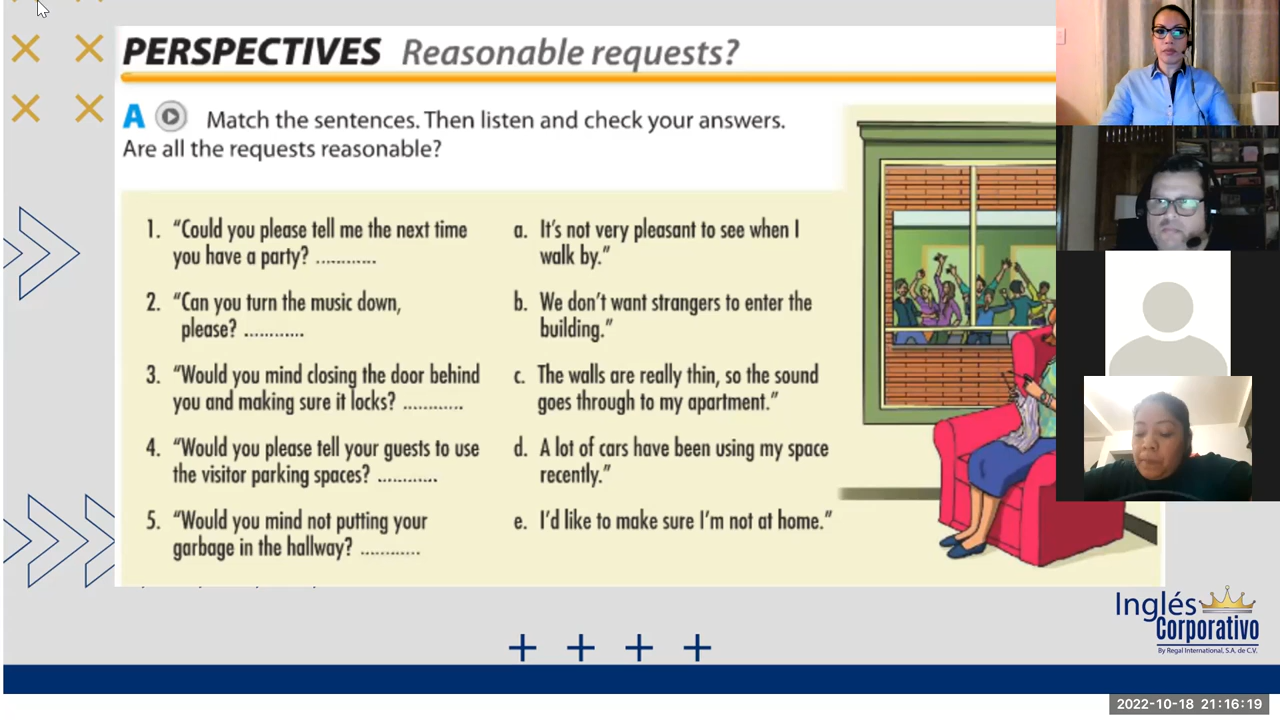 PERSPECTIVES Reasonable requests?
A Match the sentences. Then listen and check your answers.
Are all the requests reasonable?
1. “Could you please tell me the next time
you have a party? ............
2. “Can you turn the music down,
please? ............
3. “Would you mind closing the door behind
you and making sure it locks? ............
4. “Would you please tell your guests to use
the visitor parking spaces? ............
5. “Would you mind not putting your
garbage in the hallway? ............
a. It’s not very pleasant to see when I
walk by.”
b. We don’t want strangers to enter the
building.”
c. The walls are really thin, so the sound
goes through to my apartment.”
d. A lot of cars have been using my space
recently.”
e. I’d like to make sure I’m not at home.”
Inglés
Corporativo
By Regal International, S.A. de C.V.
2022-10-18 21:16:19